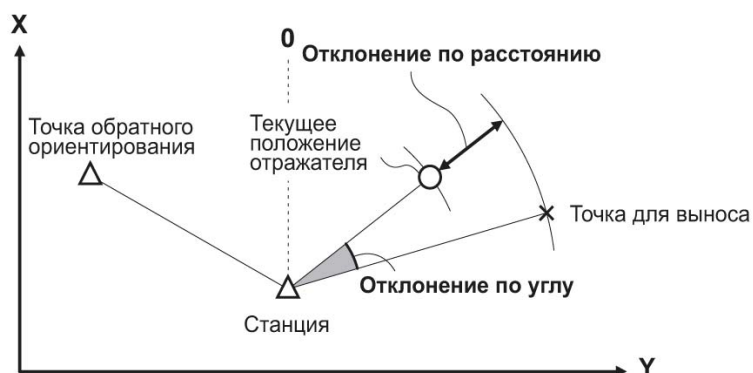 X
0
Отклонение по расстоянию
Точка обратного
ориентирования
Текущее
положение
отражателя
Точка для выноса
Отклонение по углу
Станция
Y